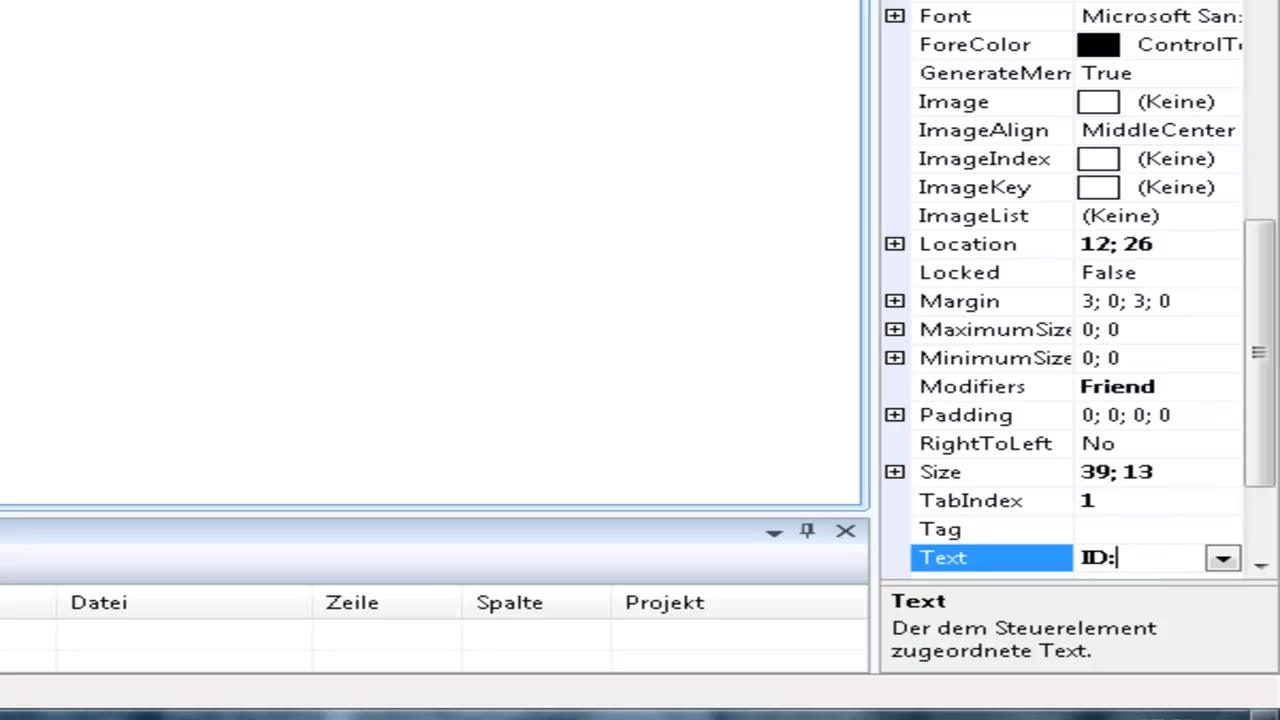 Font Microsoft San
ForeColor ControlT
GenerateMem True
Image (Keine)
ImageAlign MiddleCenter
ImageIndex (Keine)
ImageKey (Keine)
ImageList (Keine)
Location 12; 26
Locked False
Margin 3; 0; 3; 0
MaximumSize 0; 0
MinimumSize 0; 0
Modifiers Friend
Padding 0; 0; 0; 0
RightToLeft No
Size 39; 13
TabIndex 1
Tag
Text ID:
Datei Zeile Spalte Projekt
Text
Der dem Steuerelement
zugeordnete Text.